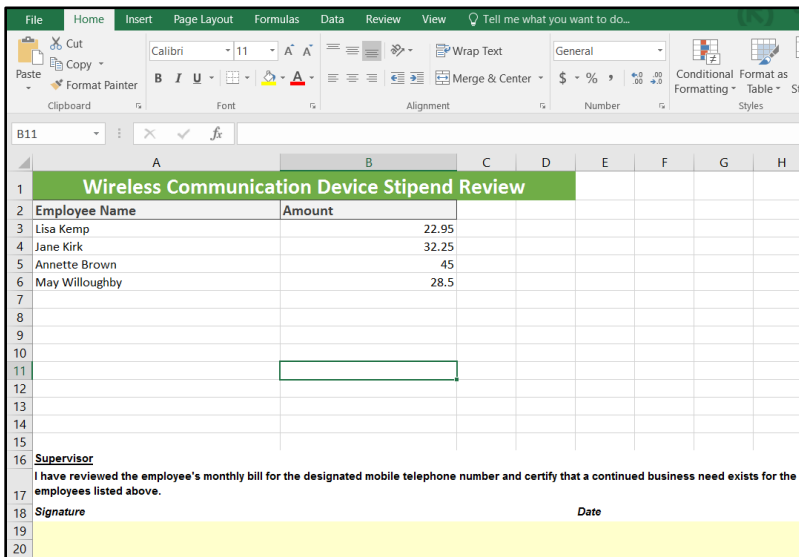 File Home Insert Page Layout Formulas Data Review View Tell me what you want to do...
Cut
Copy
Format Painter
Paste
Clipboard
Calibri 11 A A
B I U A
Font
Wrap Text
Merge & Center
Alignment
General
$ % , .00 .00
Number
Conditional Formatting
Format as Table
Styles
B11 fx
A B C D E F G H
1 Wireless Communication Device Stipend Review
2 Employee Name Amount
3 Lisa Kemp 22.95
4 Jane Kirk 32.25
5 Annette Brown 45
6 May Willoughby 28.5
7
8
9
10
11
12
13
14
15
16 Supervisor
I have reviewed the employee's monthly bill for the designated mobile telephone number and certify that a continued business need exists for the
17 employees listed above.
18 Signature Date
19
20